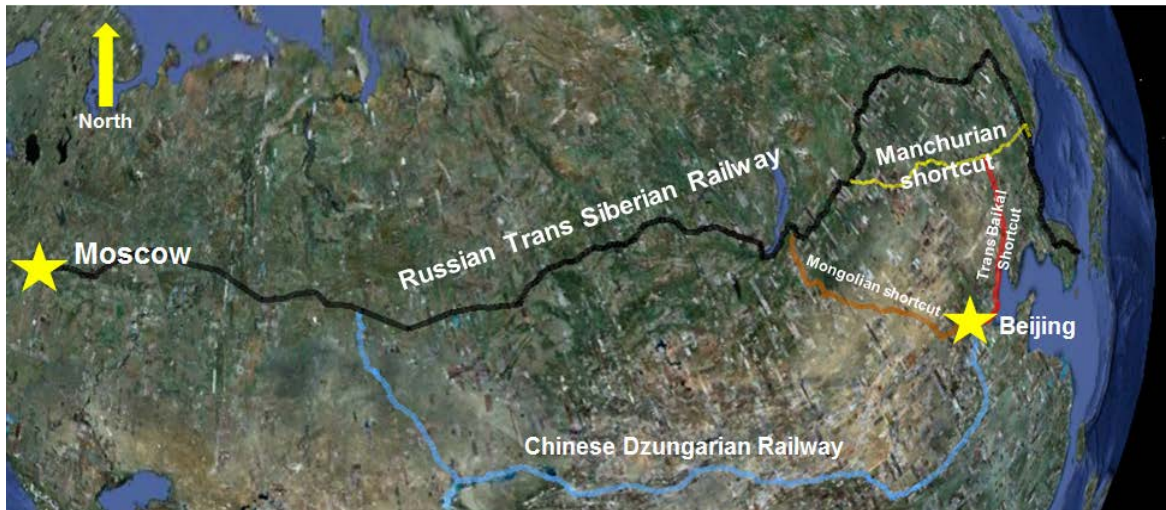 North
Moscow
Russian Trans Siberian Railway
Manchurian
shortcut
Trans Baikal
Shortcut
Mongolian shortcut
Beijing
Chinese Dzungarian Railway